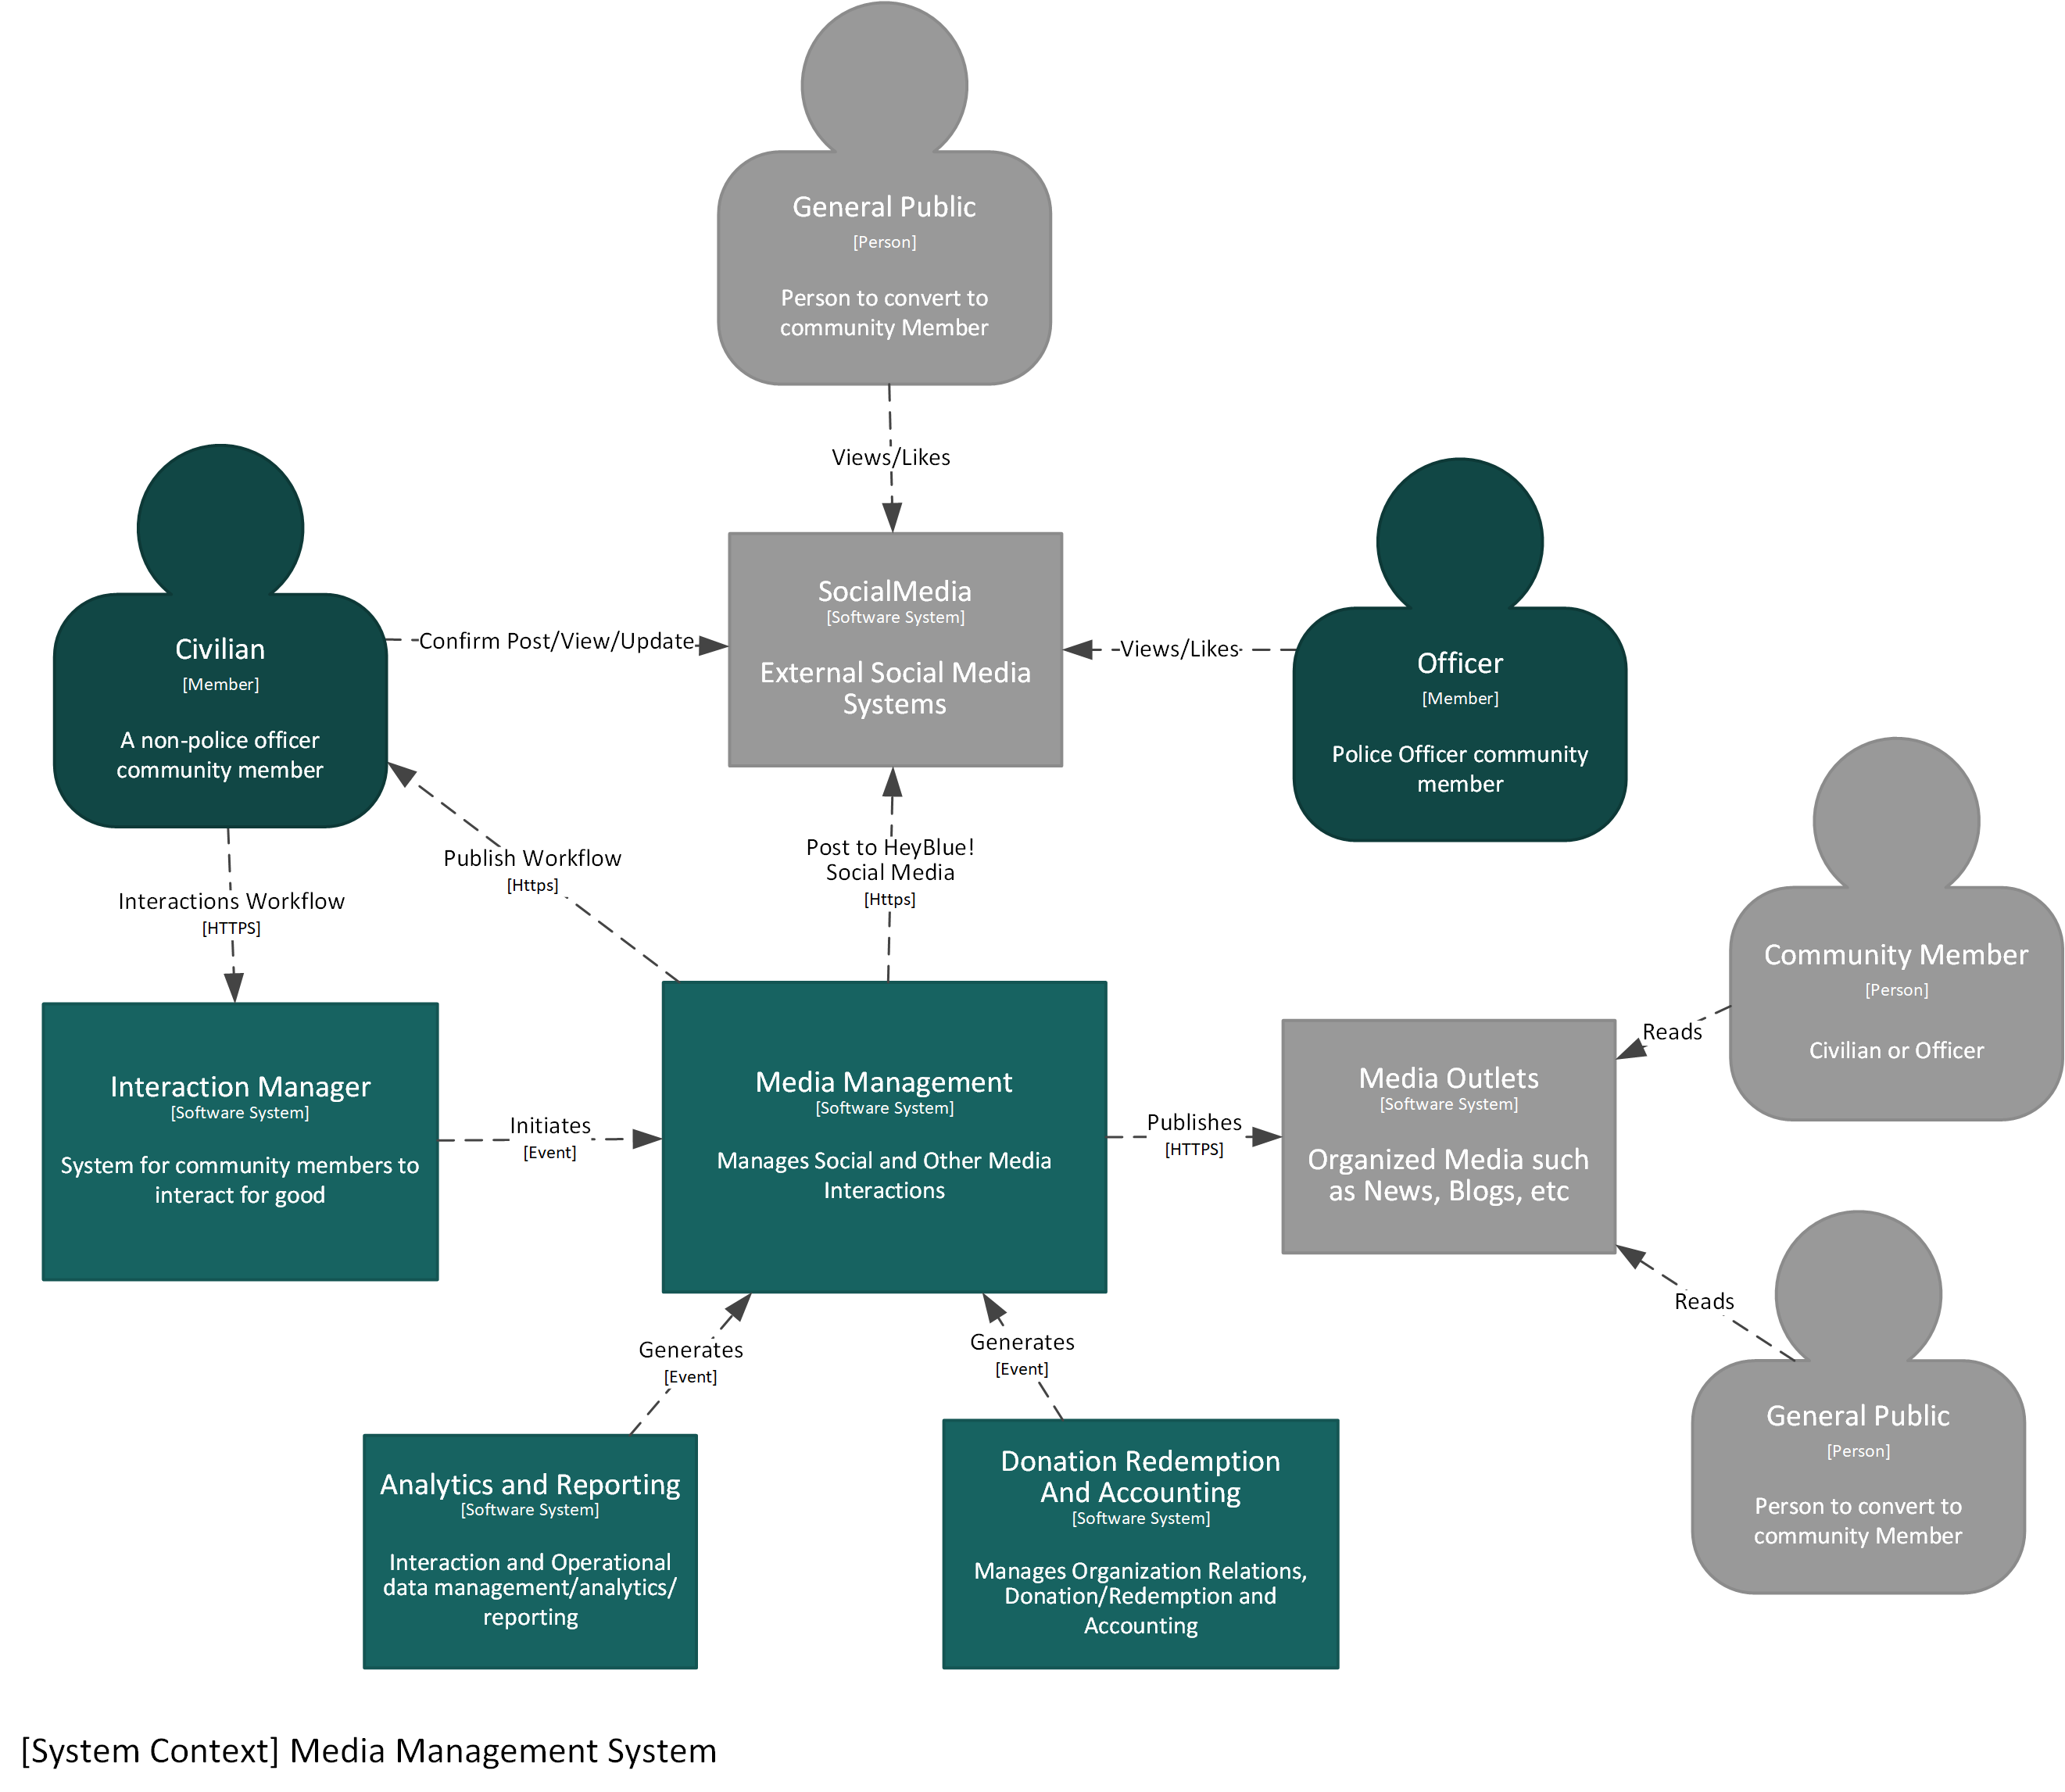 General Public
[Person]
Person to convert to
community Member
Views/Likes
SocialMedia
[Software System]
External Social Media
Systems
Civilian
[Member]
A non-police officer
community member
Confirm Post/View/Update
Views/Likes
Officer
[Member]
Police Officer community
member
Publish Workflow
[Https]
Post to HeyBlue!
Social Media
[Https]
Interactions Workflow
[HTTPS]
Community Member
[Person]
Civilian or Officer
Reads
Interaction Manager
[Software System]
System for community members to
interact for good
Initiates
[Event]
Media Management
[Software System]
Manages Social and Other Media
Interactions
Publishes
[HTTPS]
Media Outlets
[Software System]
Organized Media such
as News, Blogs, etc
Reads
General Public
[Person]
Person to convert to
community Member
Generates
[Event]
Generates
[Event]
Analytics and Reporting
[Software System]
Interaction and Operational
data management/analytics/
reporting
Donation Redemption
And Accounting
[Software System]
Manages Organization Relations,
Donation/Redemption and
Accounting
[System Context] Media Management System